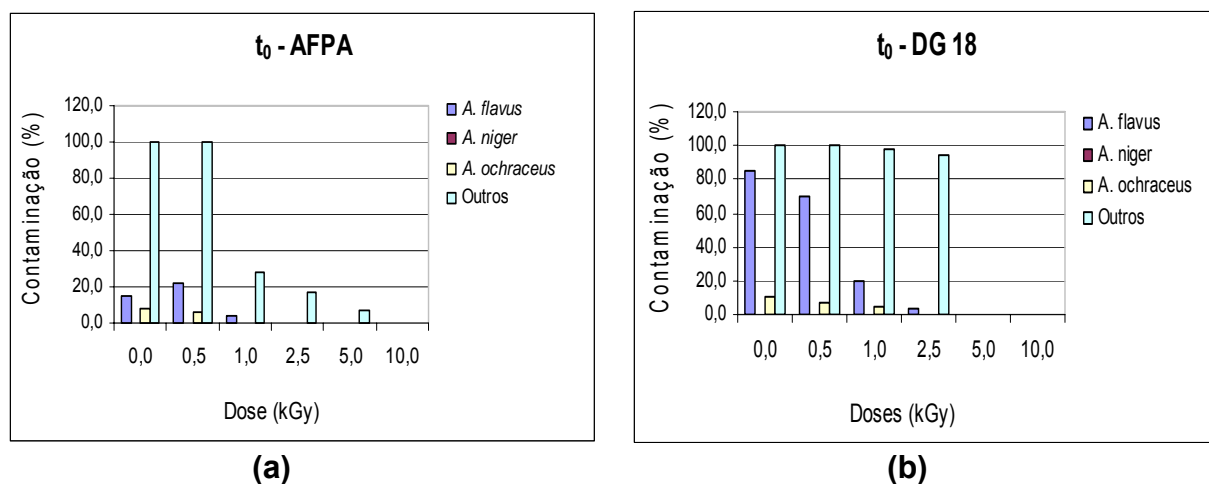 t0 - AFPA
Contaminação (%)
120,0
100,0
80,0
60,0
40,0
20,0
0,0
0,0 0,5 1,0 2,5 5,0 10,0
Dose (kGy)
A. flavus
A. niger
A. ochraceus
Outros
(a)
t0 - DG 18
Contaminação (%)
120,0
100,0
80,0
60,0
40,0
20,0
0,0
0,0 0,5 1,0 2,5 5,0 10,0
Doses (kGy)
A. flavus
A. niger
A. ochraceus
Outros
(b)